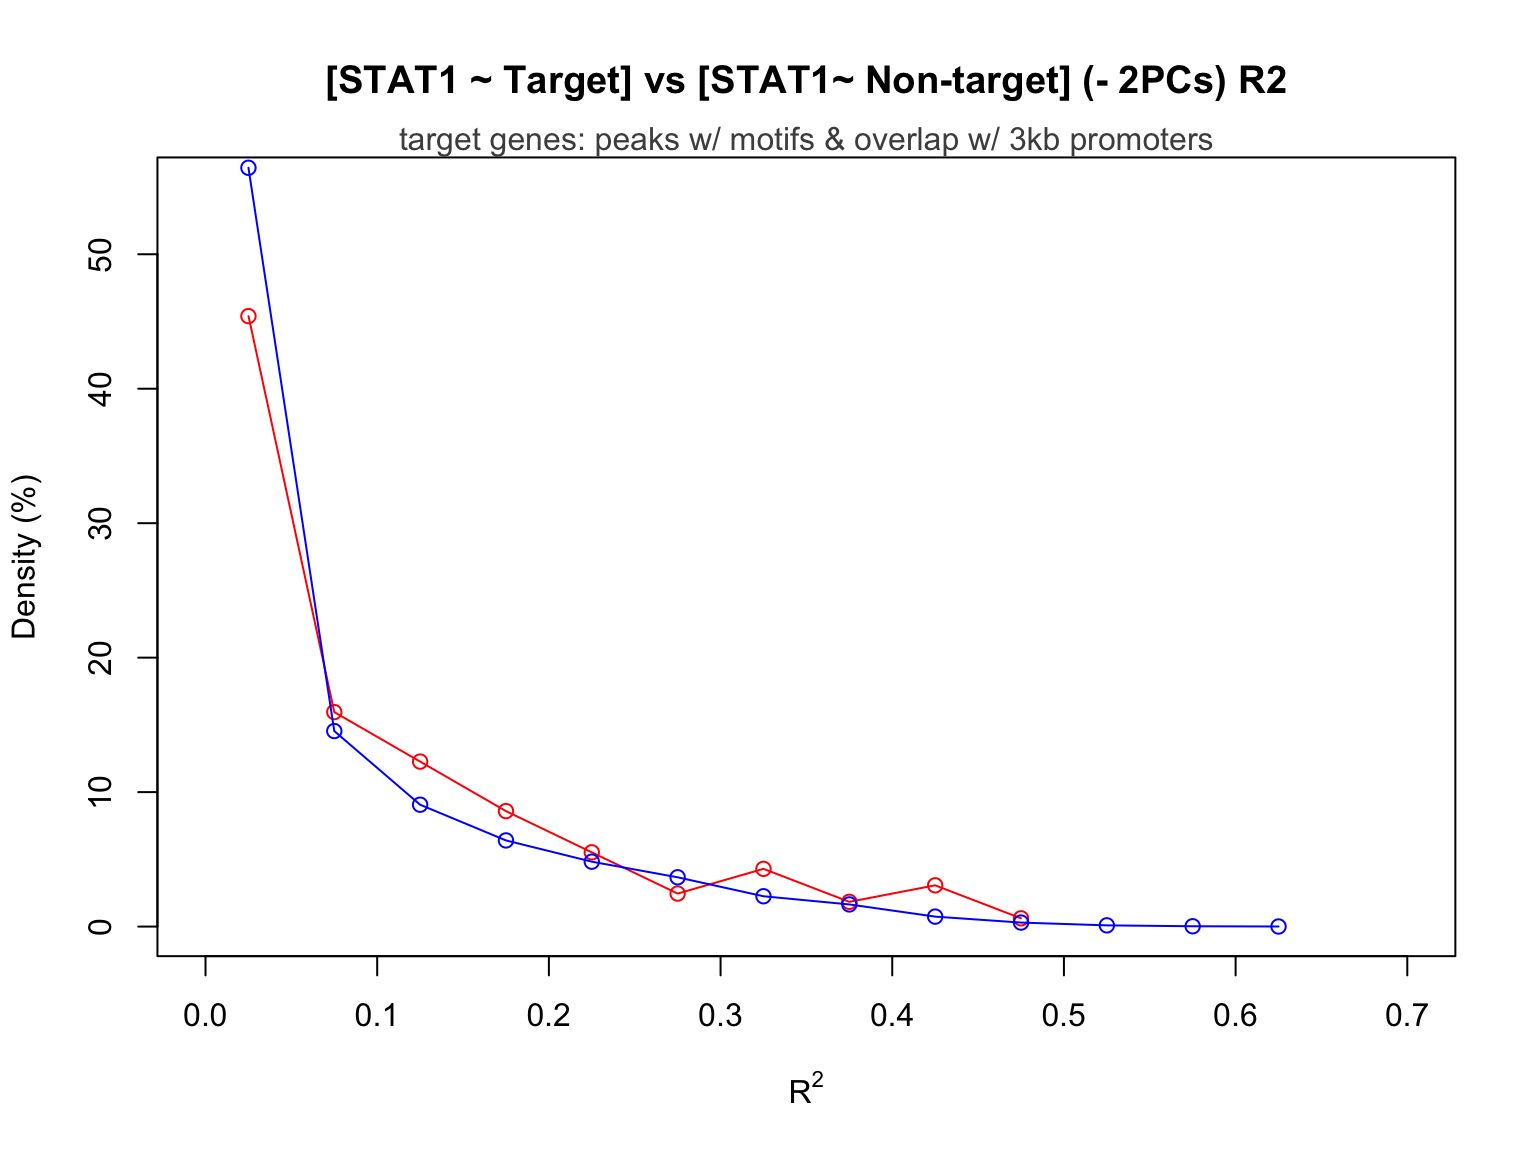 [STAT1 ~ Target] vs [STAT1~ Non-target] (- 2PCs) R2
target genes: peaks w/ motifs & overlap w/ 3kb promoters
Density (%)
50
40
30
20
10
0
0.0 0.1 0.2 0.3 0.4 0.5 0.6 0.7
R²